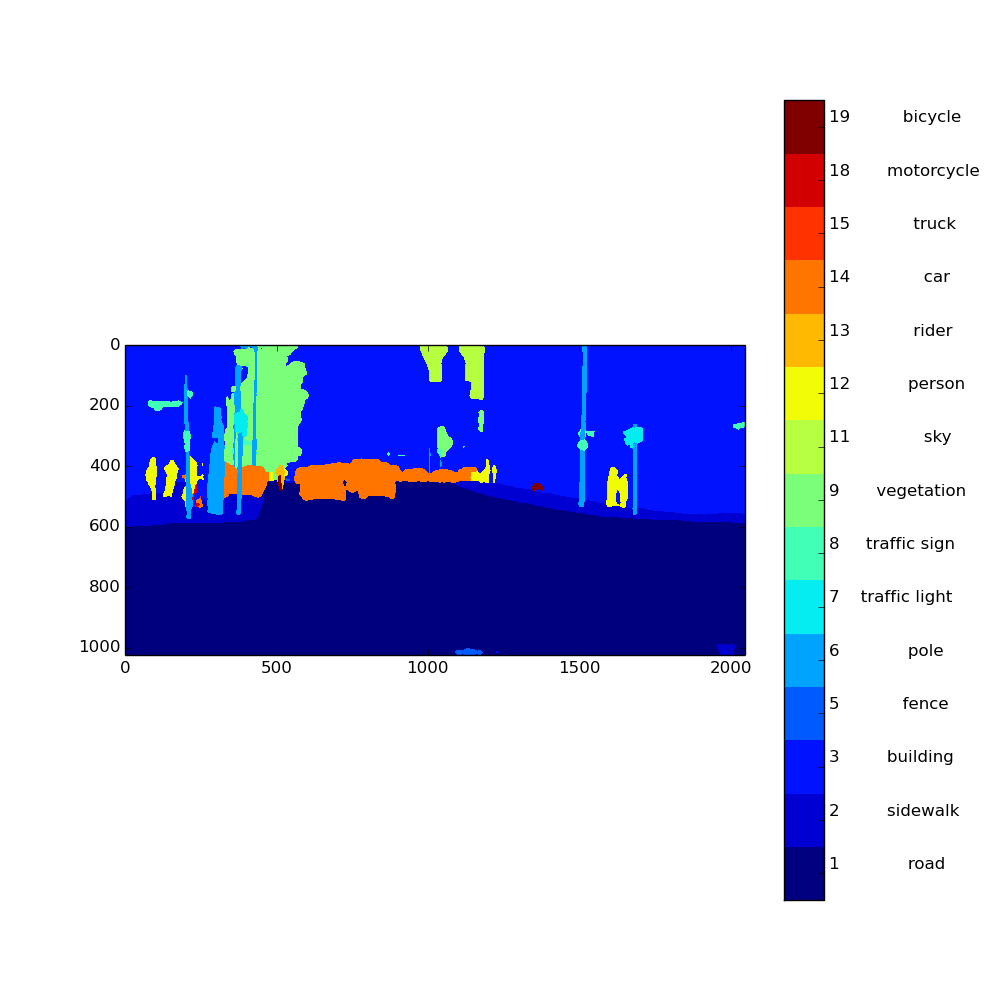 0
200
400
600
800
1000
0 500 1000 1500 2000
19 bicycle
18 motorcycle
15 truck
14 car
13 rider
12 person
11 sky
9 vegetation
8 traffic sign
7 traffic light
6 pole
5 fence
3 building
2 sidewalk
1 road